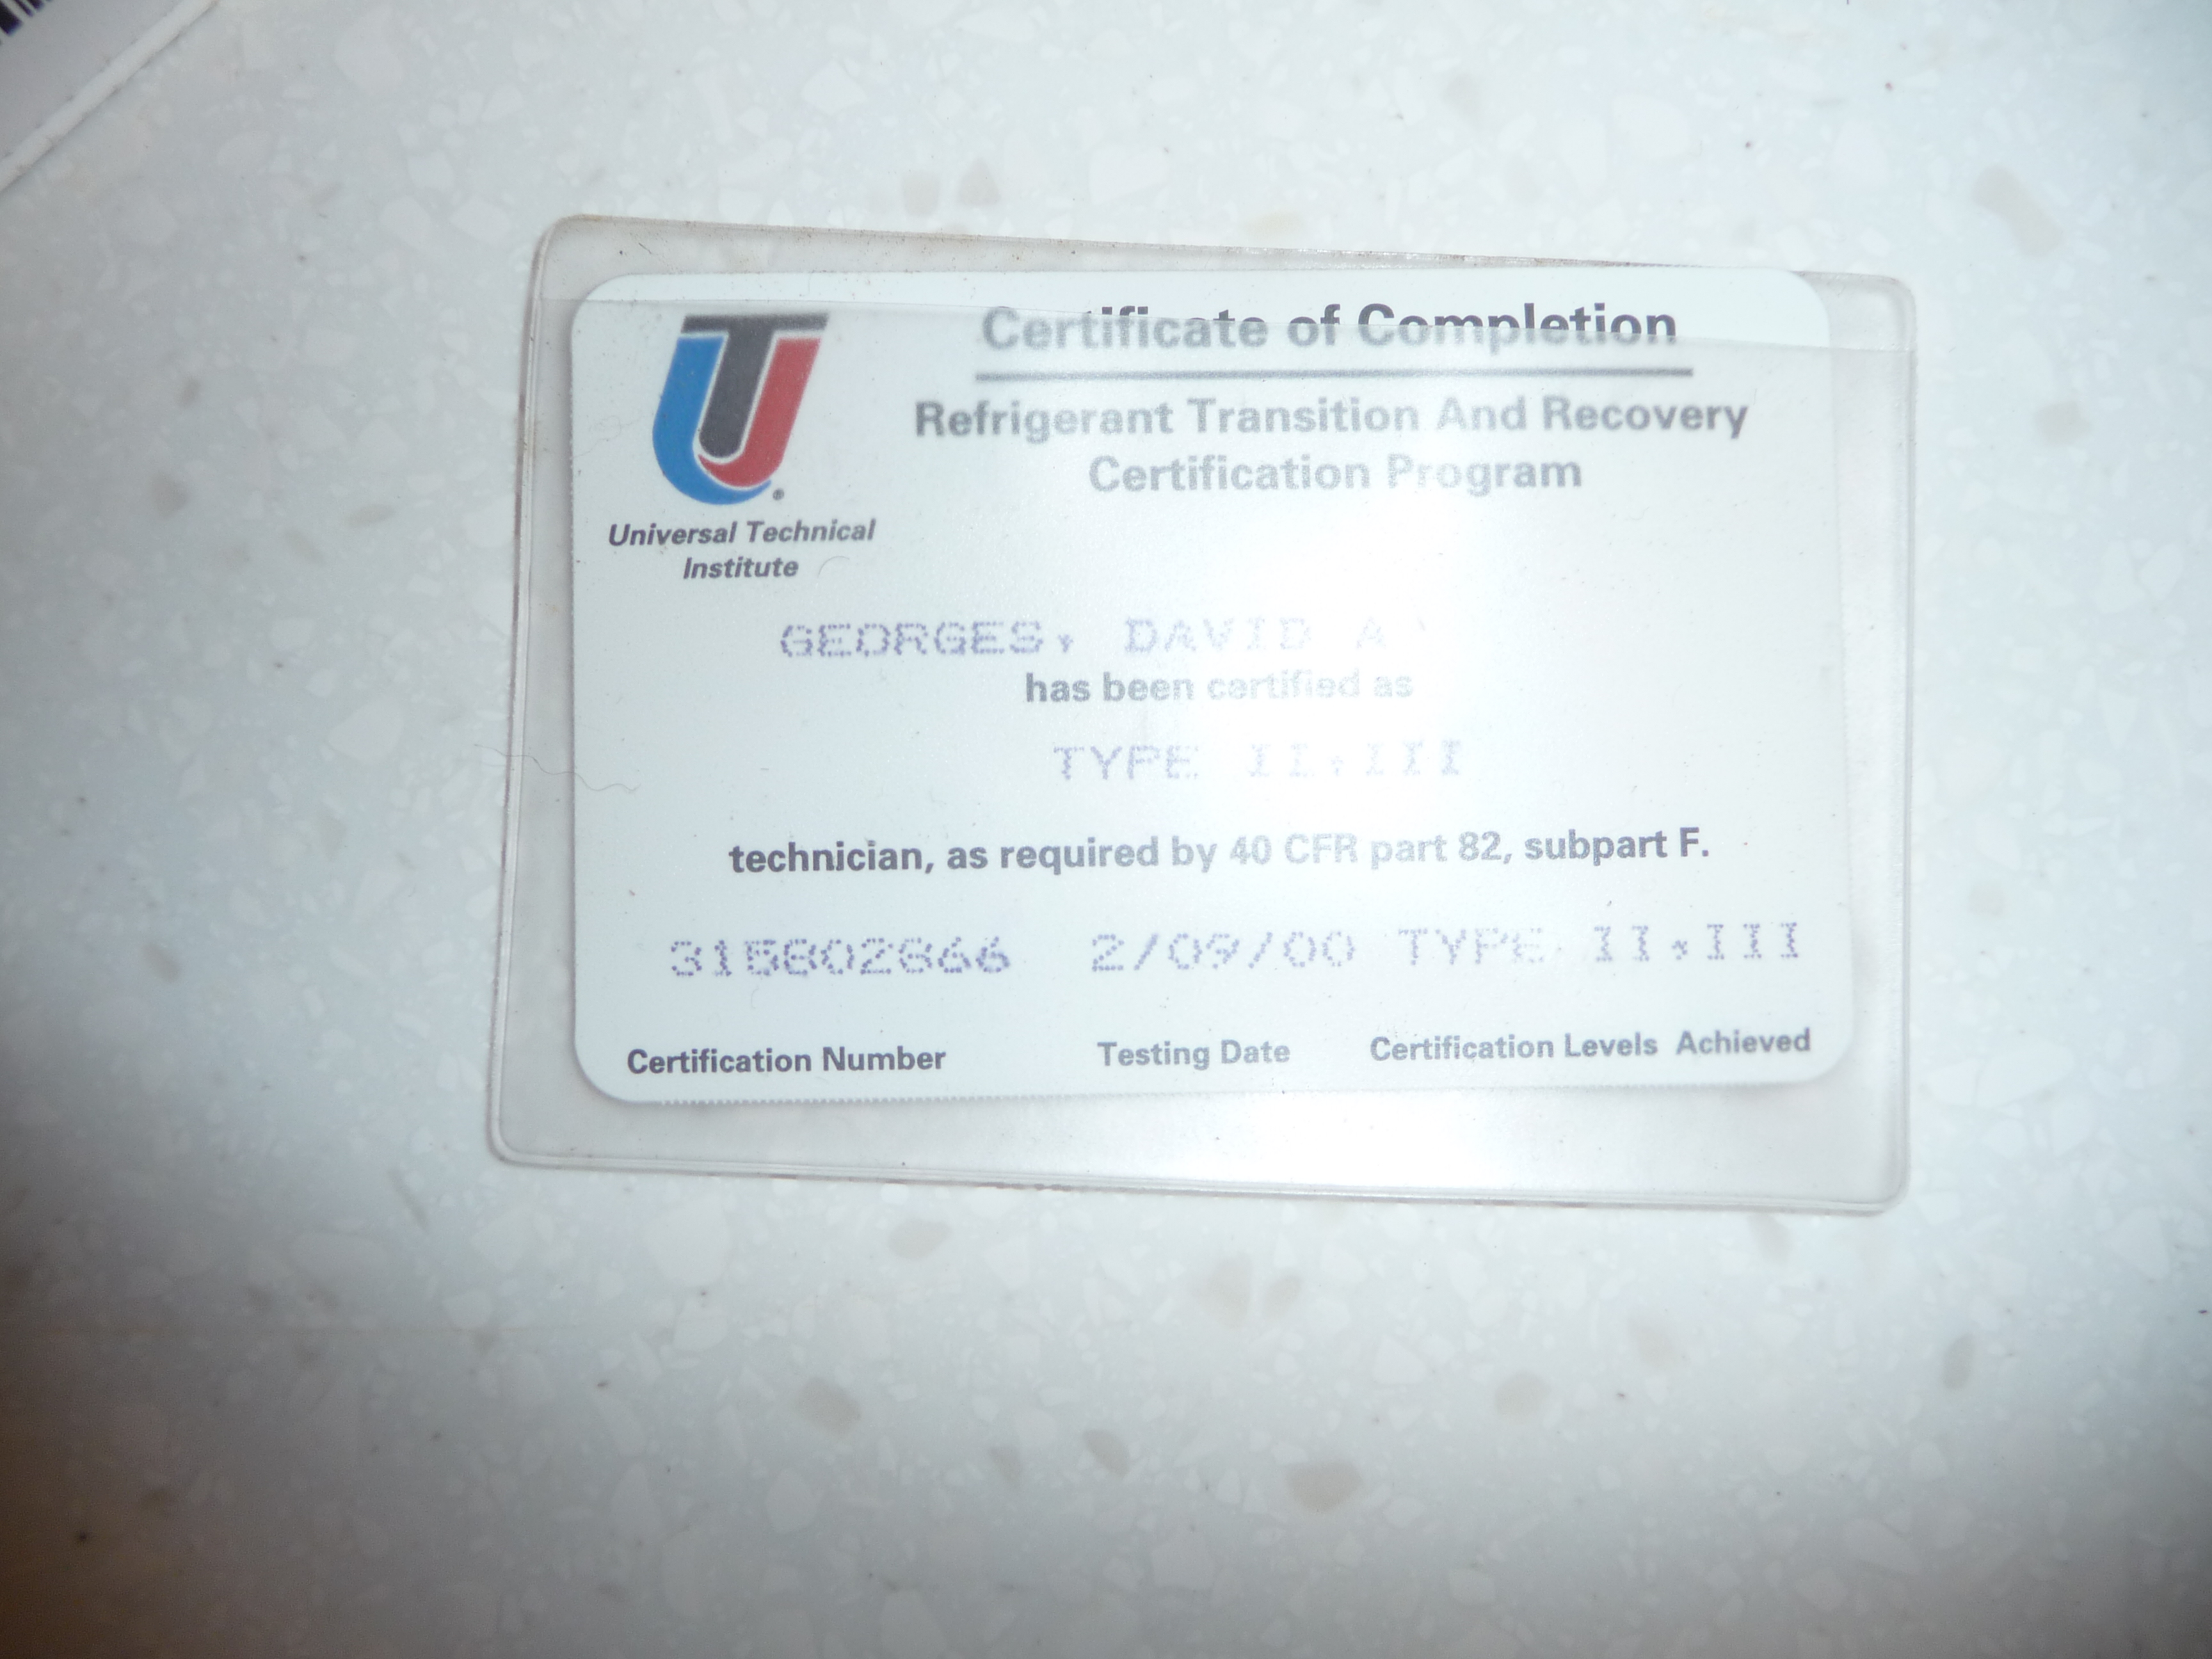 Certificate of Completion
Refrigerant Transition And Recovery
Certification Program
Universal Technical
Institute
GEORGES, DAVID A
has been certified as
TYPE II,III
technician, as required by 40 CFR part 82, subpart F.
2/09/00 TYPE II,III
Certification Number Testing Date Certification Levels Achieved